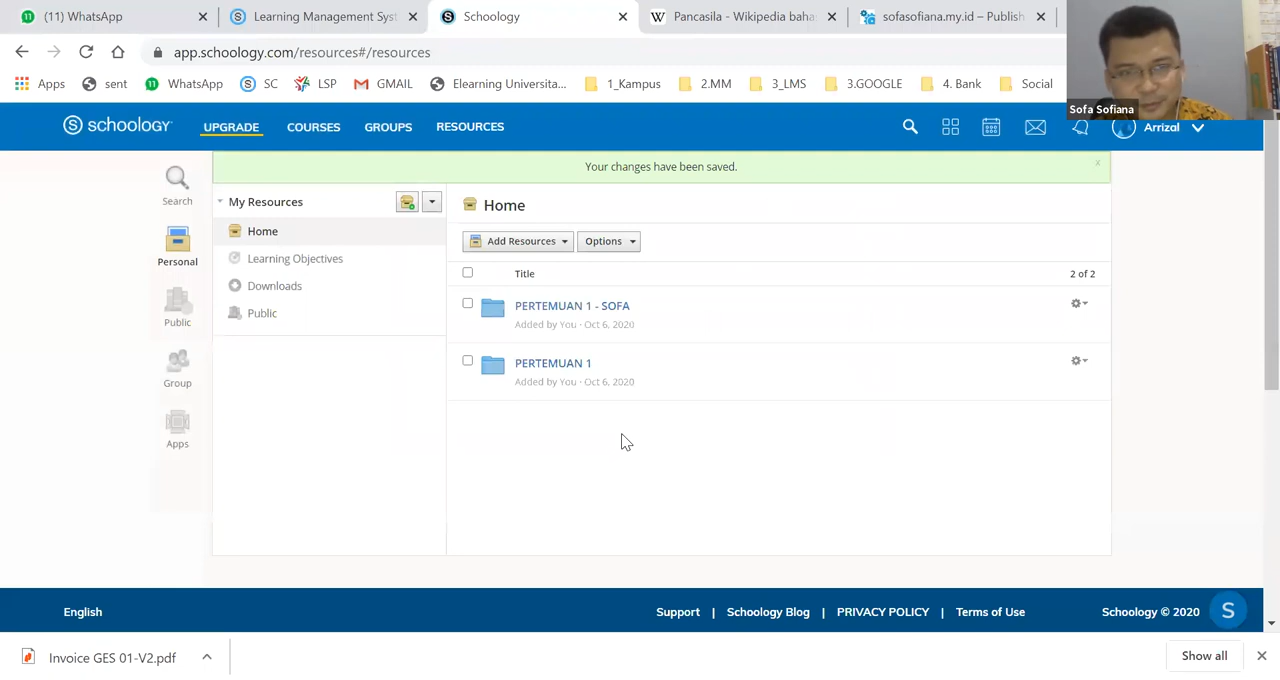 (11) WhatsApp
Learning Management Syst
Schoology
Pancasila - Wikipedia baha
sofasofiana.my.id – Publish
app.schoology.com/resources#/resources
Apps
sent
11
WhatsApp
SC
LSP
GMAIL
Elearning Universita...
1_Kampus
2.MM
3_LMS
3.GOOGLE
4. Bank
Social
Sofa Sofiana
S schoology
UPGRADE
COURSES
GROUPS
RESOURCES
Arrizal
Your changes have been saved.
x
Search
Personal
Public
Group
Apps
My Resources
Home
Learning Objectives
Downloads
Public
Home
Add Resources
Options
Title
2 of 2
PERTEMUAN 1 - SOFA
Added by You · Oct 6, 2020
PERTEMUAN 1
Added by You · Oct 6, 2020
English
Support | Schoology Blog | PRIVACY POLICY | Terms of Use
Schoology © 2020
S
Invoice GES 01-V2.pdf
Show all